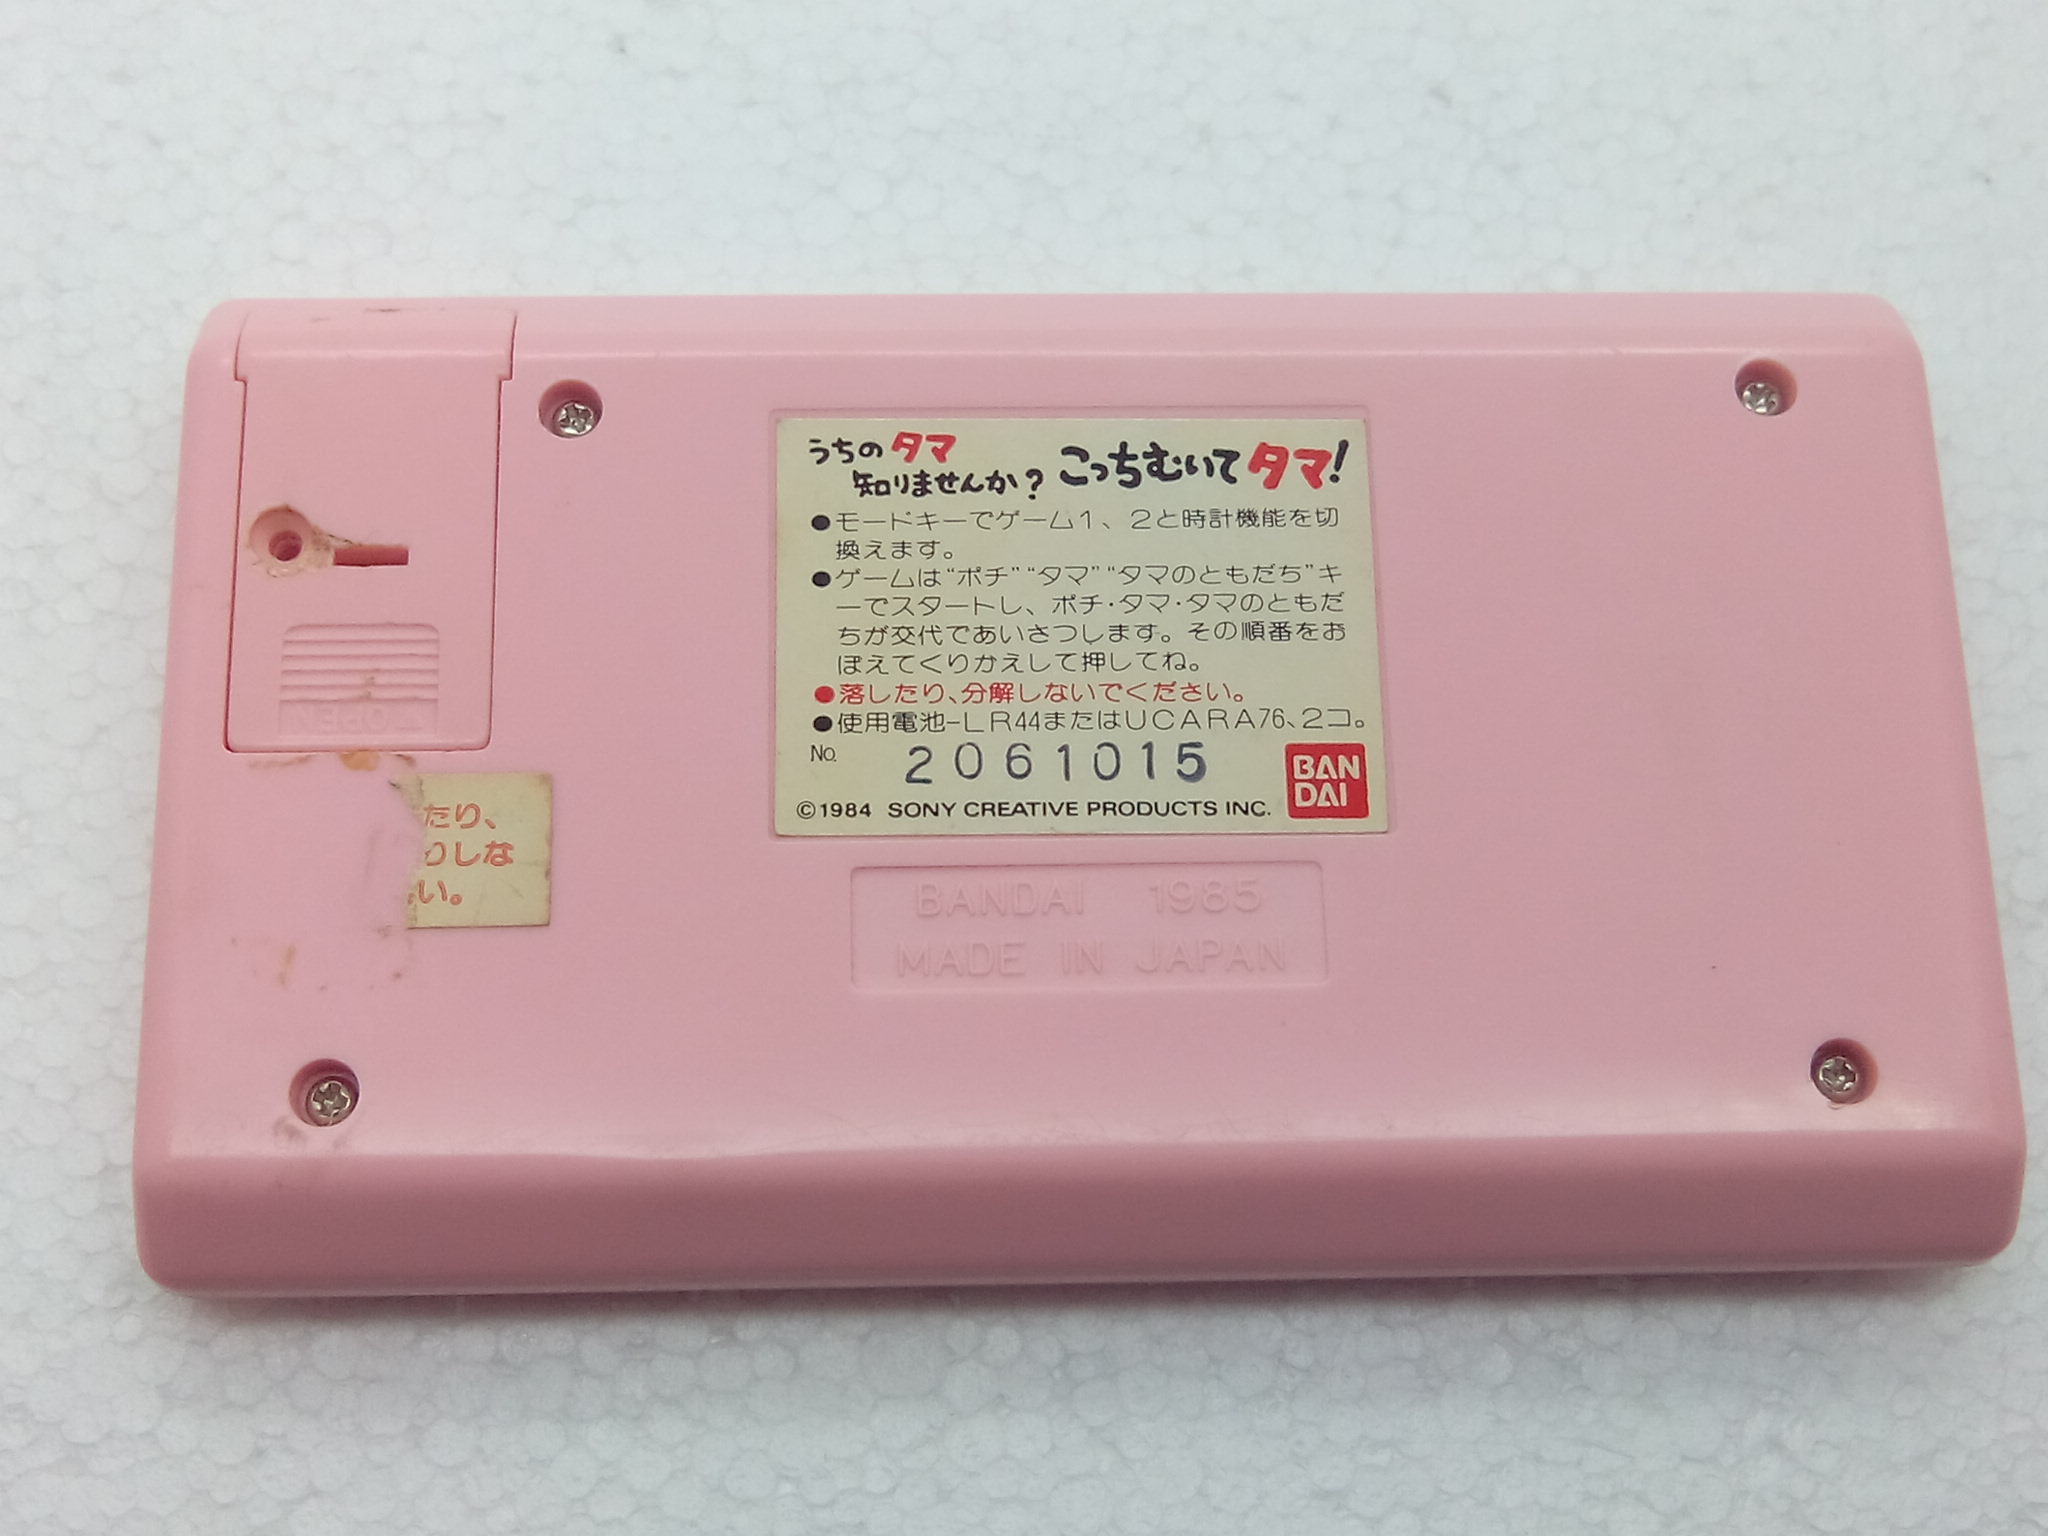 うちのタマ
知りませんか? こっちむいてタマ!
●モードキーでゲーム1、2と時計機能を切
換えます。
●ゲームは“ポチ”“タマ”“タマのともだち”キ
ーでスタートし、ポチ・タマ・タマのともだ
ちが交代であいさつします。その順番をお
ぼえてくりかえして押してね。
●落したり、分解しないでください。
●使用電池-LR44またはUCARA76、2コ。
No. 2061015
©1984 SONY CREATIVE PRODUCTS INC.
BAN
DAI
OPEN
たり、
りしな
い。
BANDAI 1985
MADE IN JAPAN